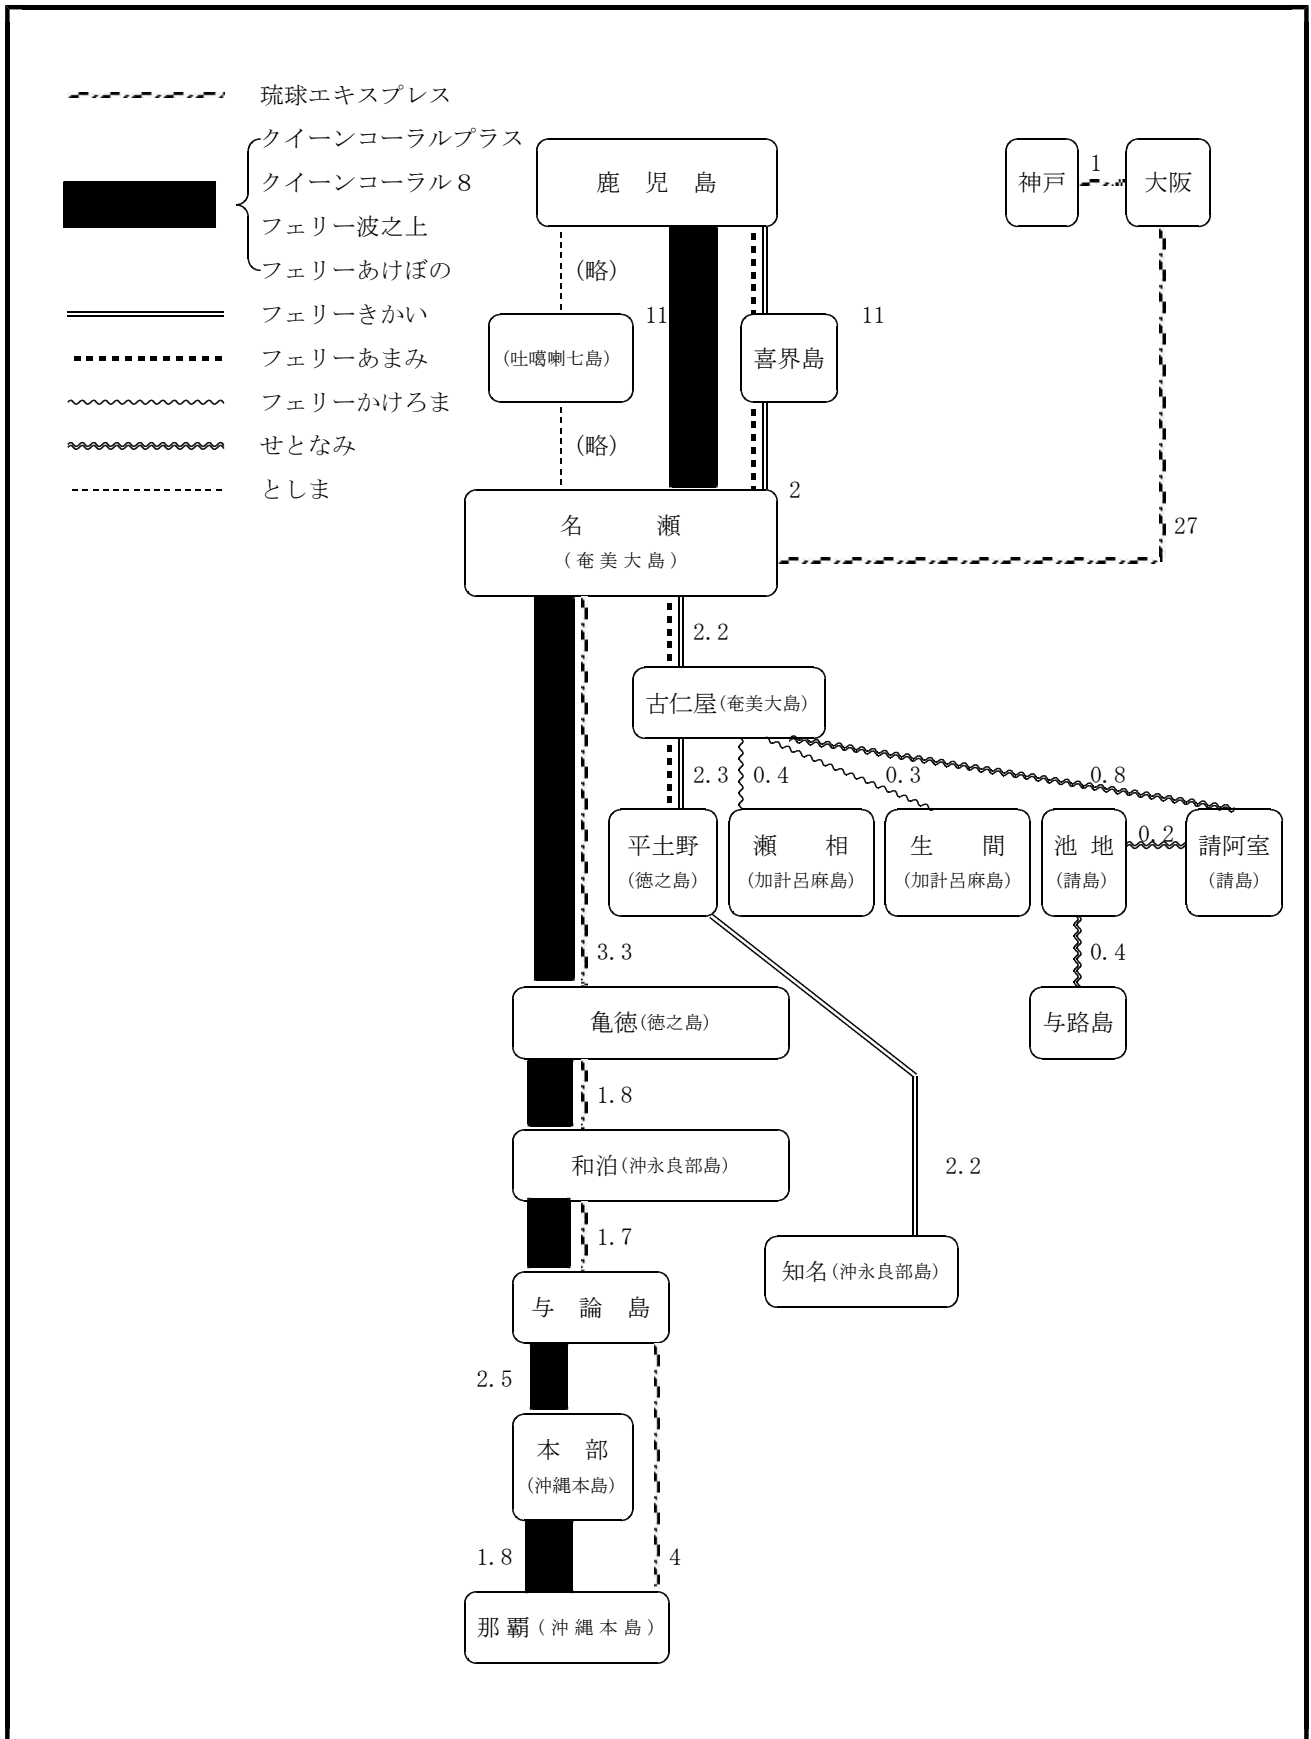 琉球エキスプレス
クイーンコーラルプラス
クイーンコーラル８
フェリー波之上
フェリーあけぼの
フェリーきかい
フェリーあまみ
フェリーかけろま
せとなみ
としま
鹿児島
神戸
1
大阪
(略)
11
11
(吐噶喇七島)
喜界島
(略)
2
名瀬
(奄美大島)
27
2.2
古仁屋(奄美大島)
2.3
0.4
0.3
0.8
平土野
(徳之島)
瀬相
(加計呂麻島)
生間
(加計呂麻島)
池地
(請島)
0.2
請阿室
(請島)
3.3
0.4
亀徳(徳之島)
与路島
1.8
和泊(沖永良部島)
2.2
1.7
知名(沖永良部島)
与論島
2.5
本部
(沖縄本島)
1.8
4
那覇(沖縄本島)